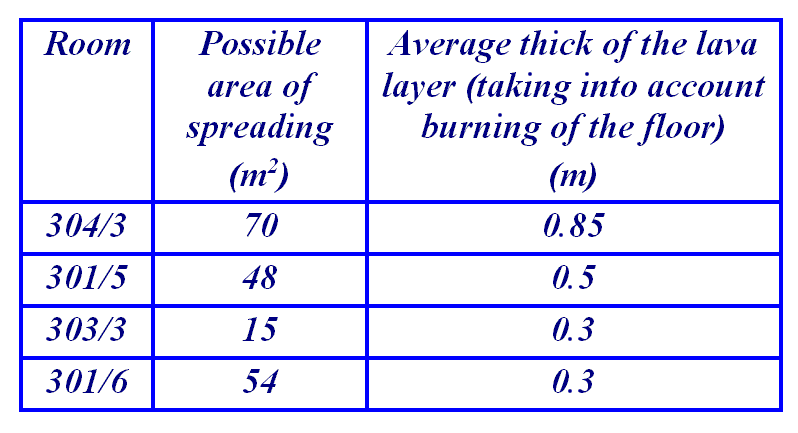 Room Possible Average thick of the lava
area of layer (taking into account
spreading burning of the floor)
(m²) (m)
304/3 70 0.85
301/5 48 0.5
303/3 15 0.3
301/6 54 0.3